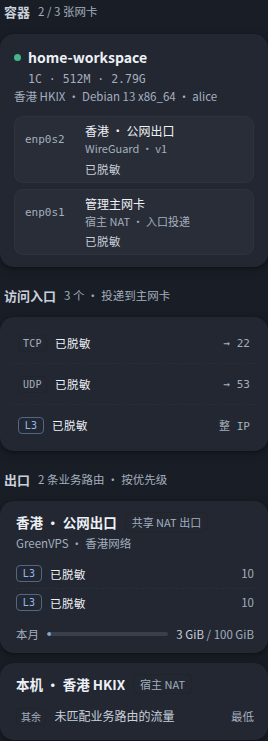 容器 2 / 3 张网卡
home-workspace
1C · 512M · 2.79G
香港 HKIX · Debian 13 x86_64 · alice
enp0s2 香港 · 公网出口
WireGuard · v1
已脱敏
enp0s1 管理主网卡
宿主 NAT · 入口投递
已脱敏
访问入口 3 个 · 投递到主网卡
TCP 已脱敏 → 22
UDP 已脱敏 → 53
L3 已脱敏 整 IP
出口 2 条业务路由 · 按优先级
香港 · 公网出口 共享 NAT 出口
GreenVPS · 香港网络
L3 已脱敏 10
L3 已脱敏 10
本月 3 GiB / 100 GiB
本机 · 香港 HKIX 宿主 NAT
其余 未匹配业务路由的流量 最低